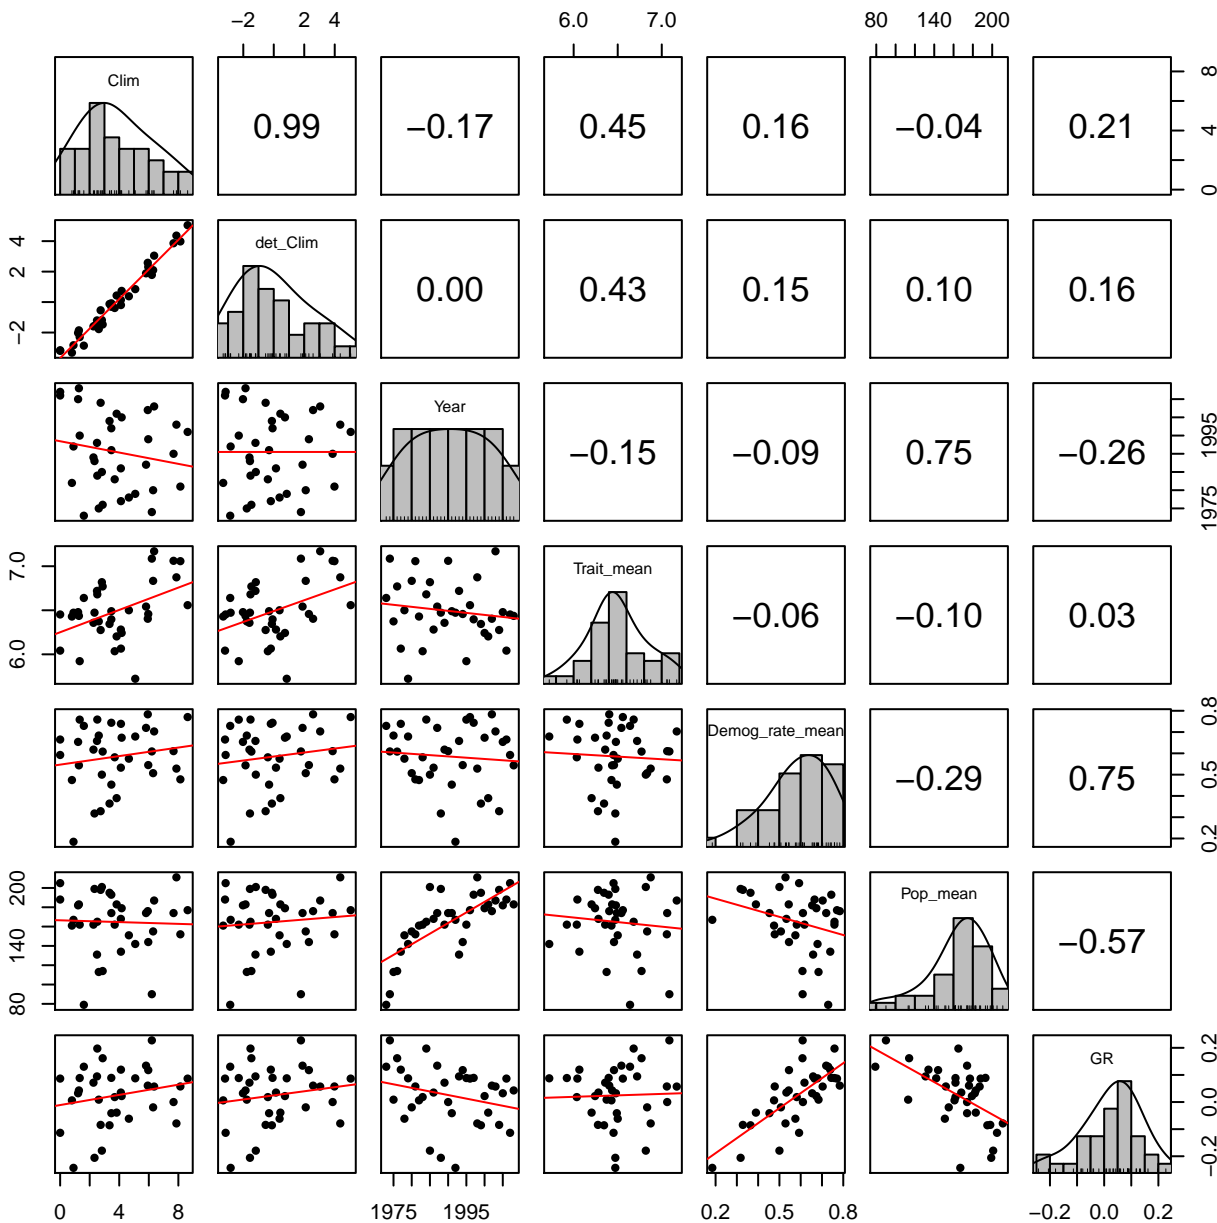 −2 2 4 6.0 7.0 80 140 200
Clim 0.99 −0.17 0.45 0.16 −0.04 0.21 0 4 8
−2 2 4 det_Clim 0.00 0.43 0.15 0.10 0.16
Year −0.15 −0.09 0.75 −0.26 1975 1995
6.0 7.0 Trait_mean −0.06 −0.10 0.03
Demog_rate_mean −0.29 0.75 0.2 0.5 0.8
80 140 200 Pop_mean −0.57
GR −0.2 0.0 0.2
0 4 8 1975 1995 0.2 0.5 0.8 −0.2 0.0 0.2